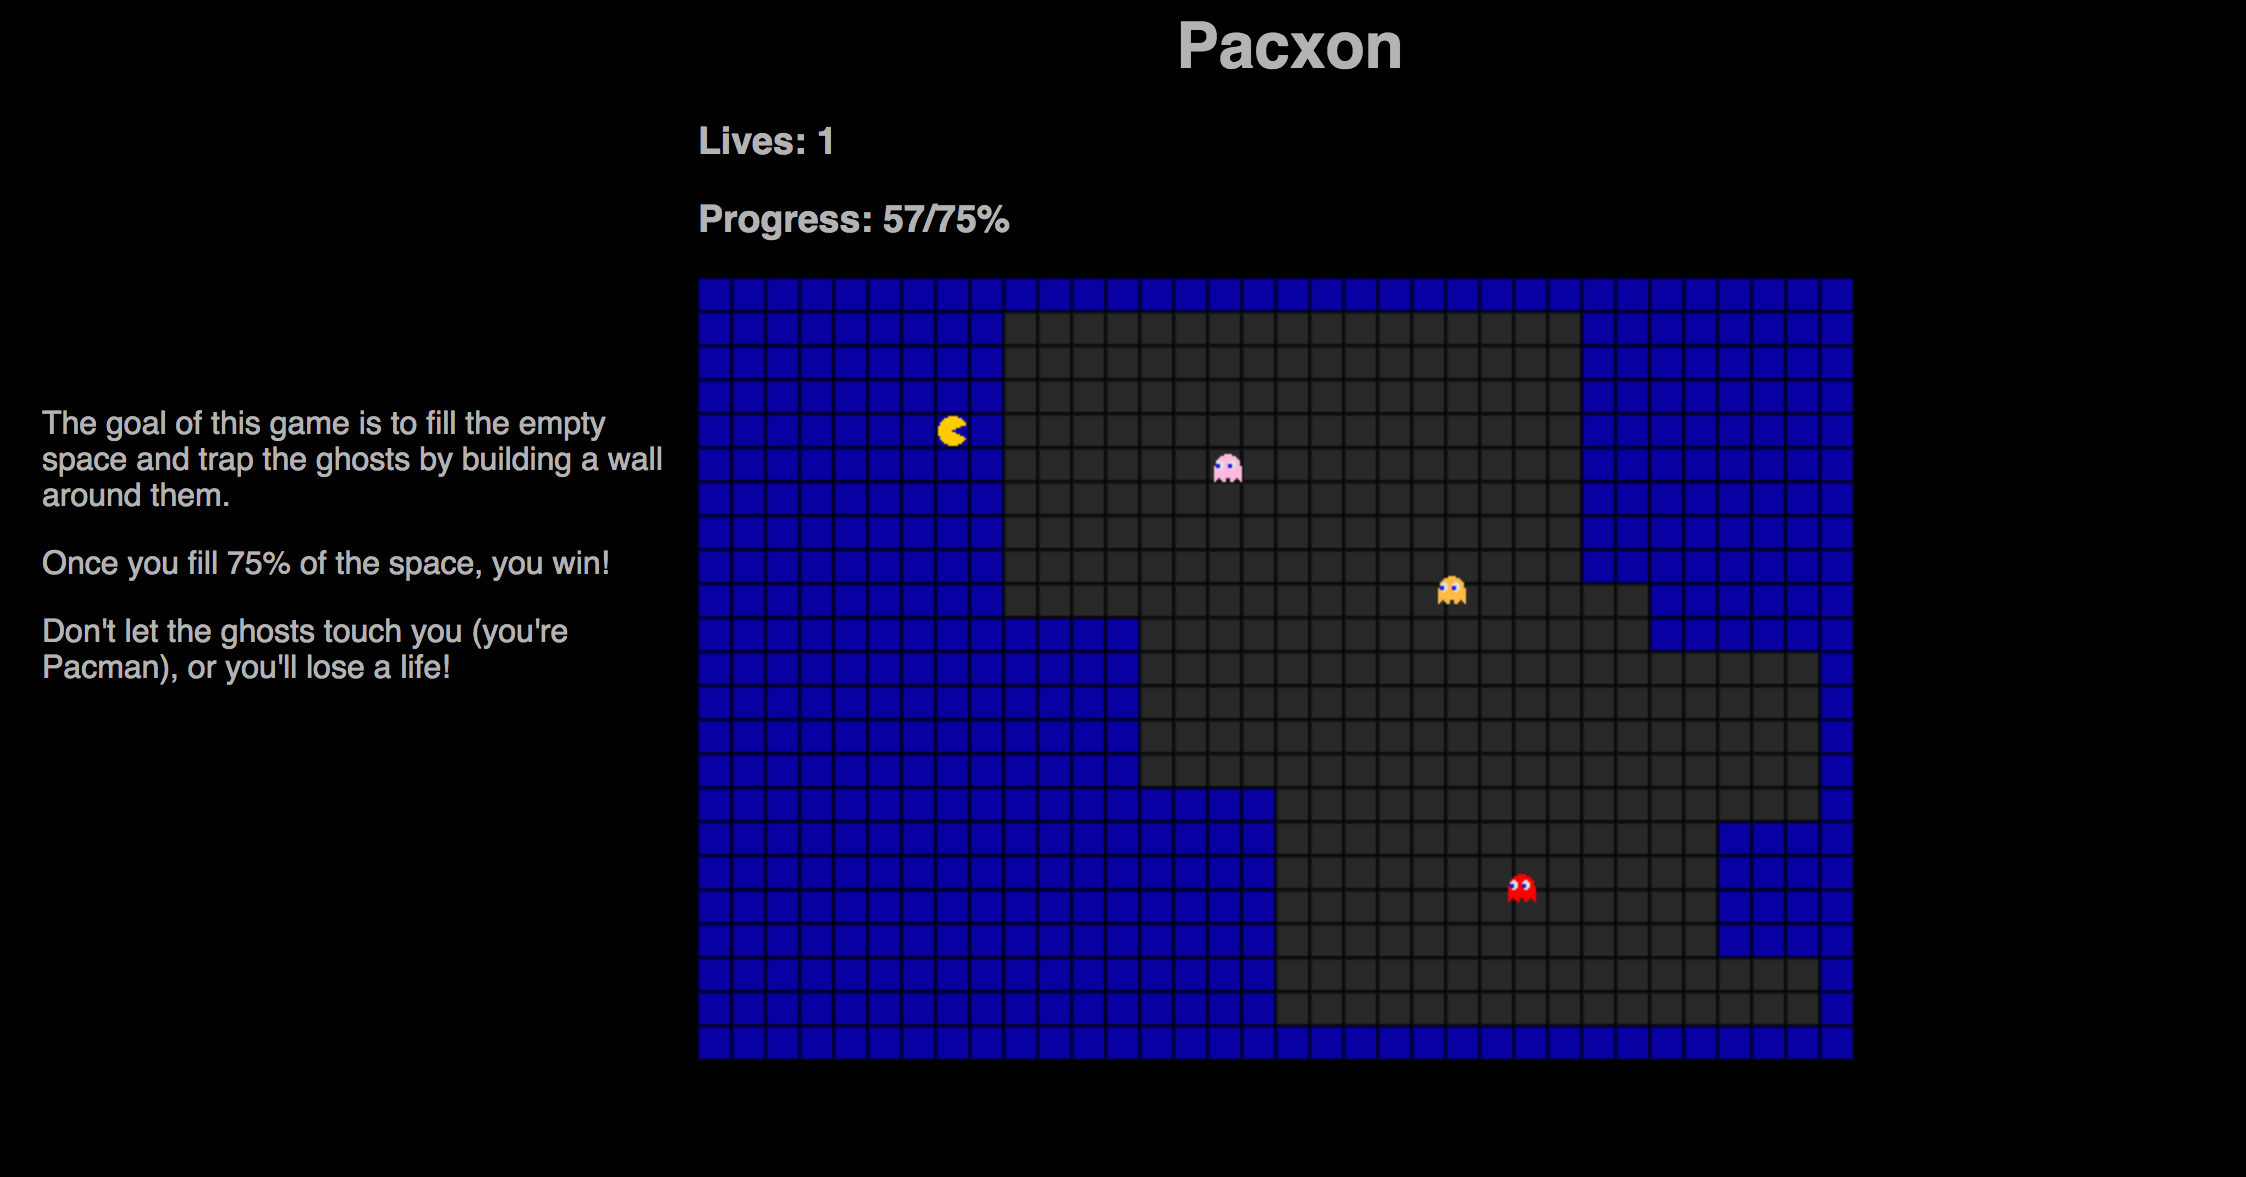 Pacxon
Lives: 1
Progress: 57/75%
The goal of this game is to fill the empty
space and trap the ghosts by building a wall
around them.
Once you fill 75% of the space, you win!
Don't let the ghosts touch you (you're
Pacman), or you'll lose a life!